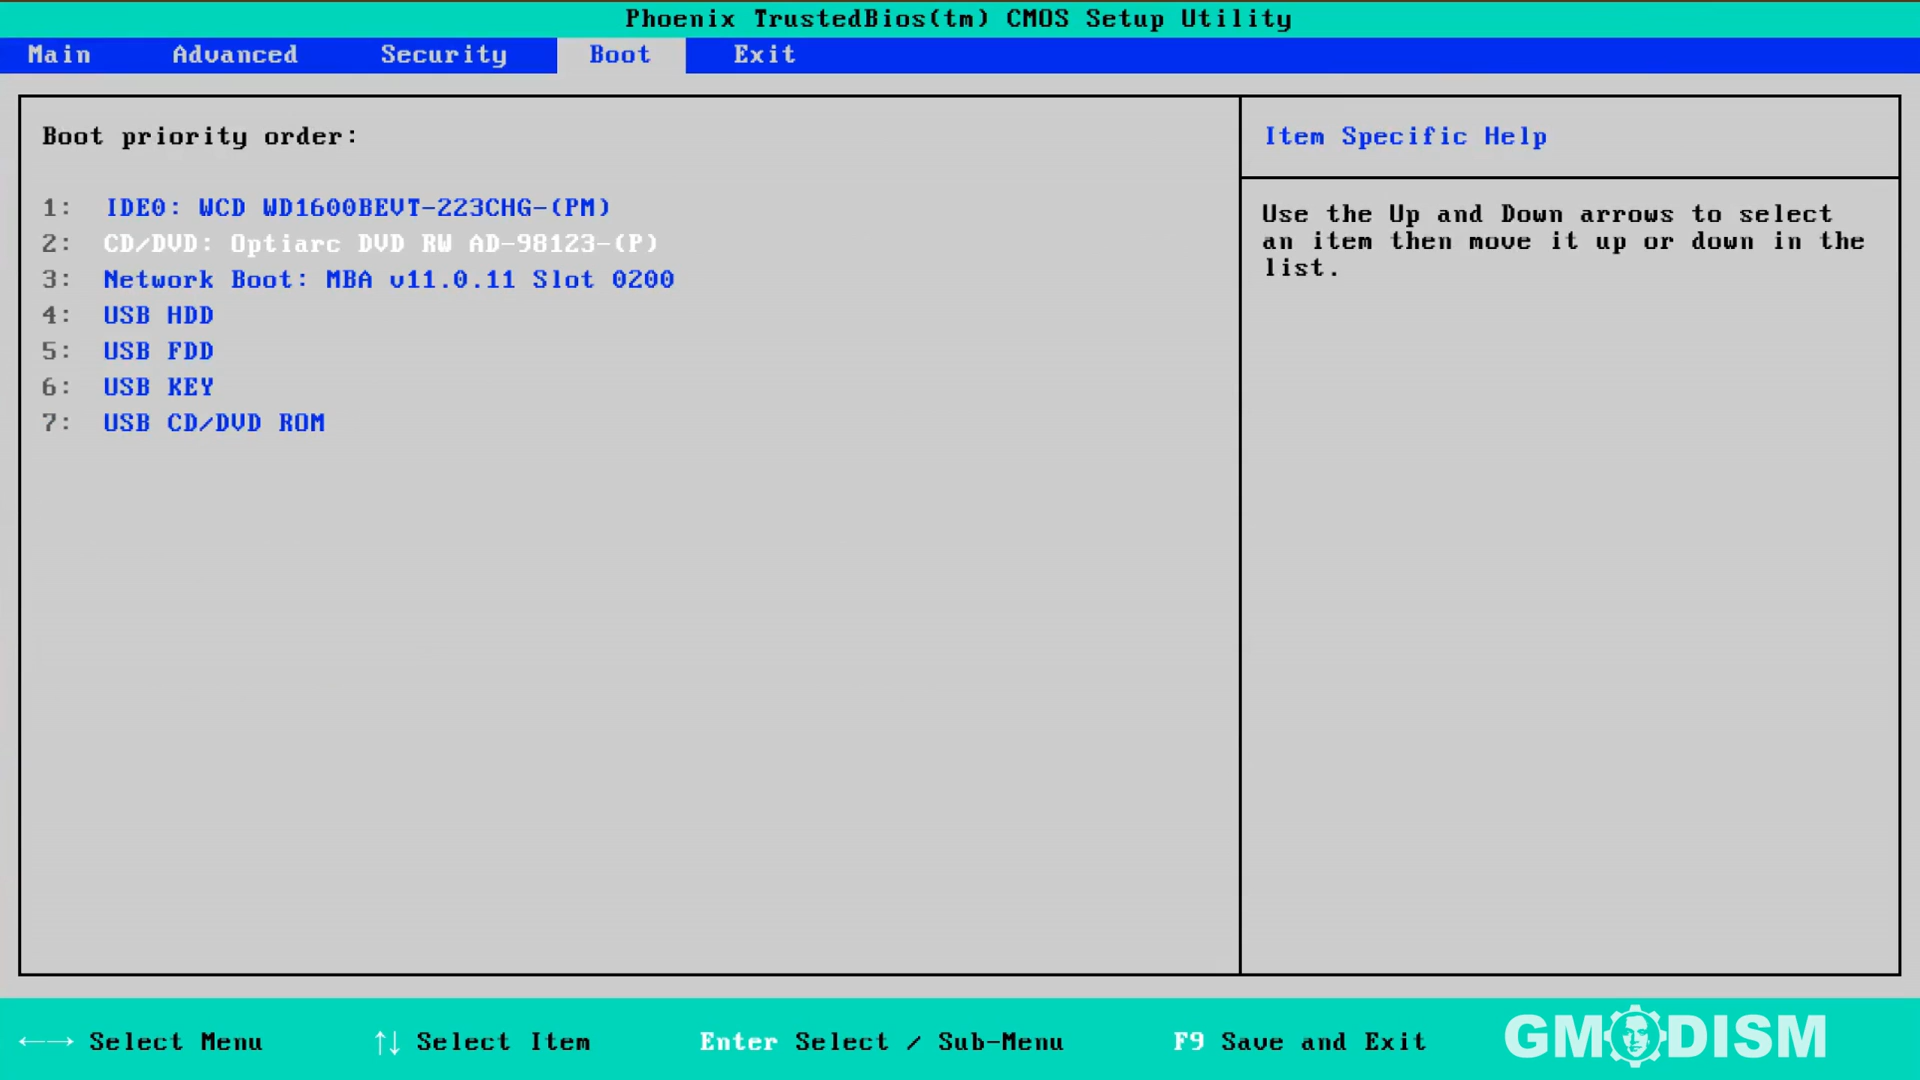 Phoenix TrustedBios(tm) CMOS Setup Utility
Main Advanced Security Boot Exit
Boot priority order:
1: IDE0: WCD WD1600BEVT-223CHG-(PM)
2: CD/DVD: Optiarc DVD RW AD-98123-(P)
3: Network Boot: MBA v11.0.11 Slot 0200
4: USB HDD
5: USB FDD
6: USB KEY
7: USB CD/DVD ROM
Item Specific Help
Use the Up and Down arrows to select
an item then move it up or down in the
list.
←→ Select Menu ↑↓ Select Item Enter Select / Sub-Menu F9 Save and Exit
GMODISM